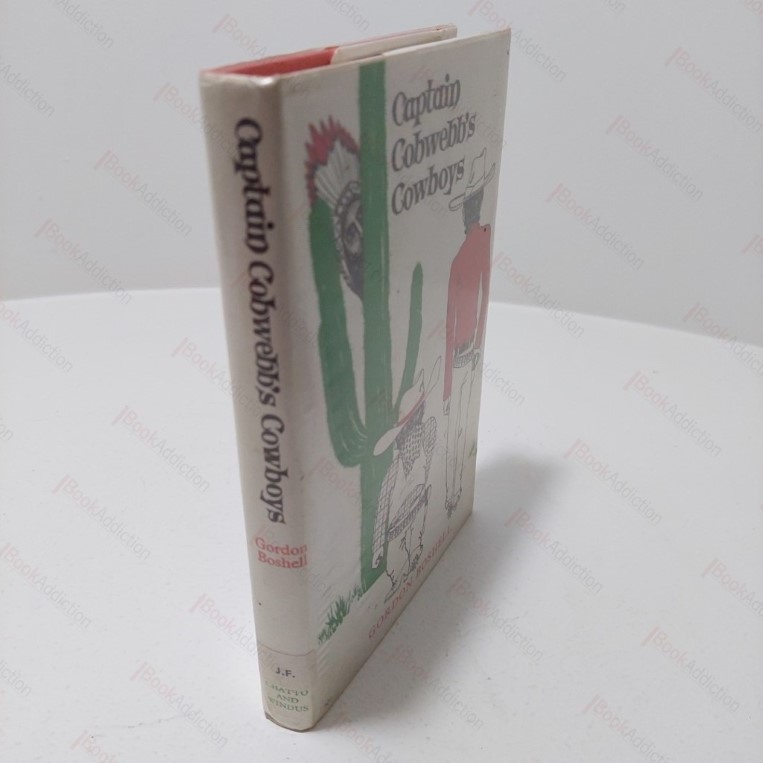 Captain Cobwebb's Cowboys
Gordon
Boshell
J.F.
CHATTO
AND
WINDUS
Captain
Cobwebb's
Cowboys
GORDON BOSHELL
BookAddiction